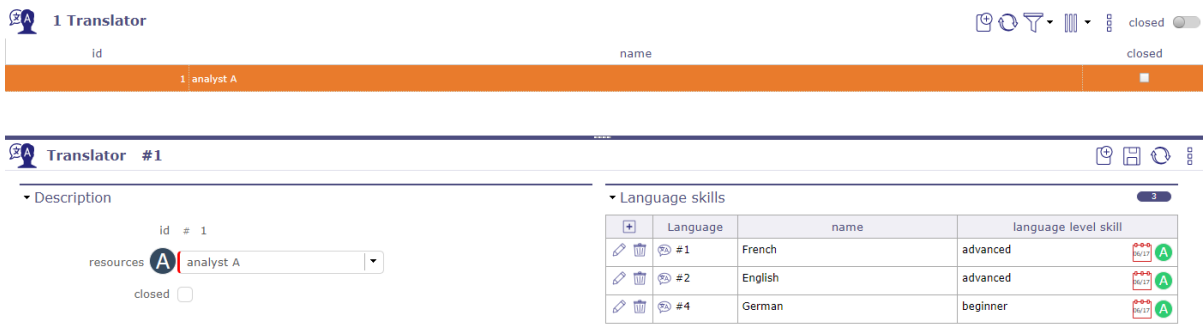 1 Translator
closed
id name closed
1 analyst A
Translator #1
Description
id # 1
resources A analyst A
closed
Language skills 3
Language name language level skill
#1 French advanced 06/17 A
#2 English advanced 06/17 A
#4 German beginner 06/17 A